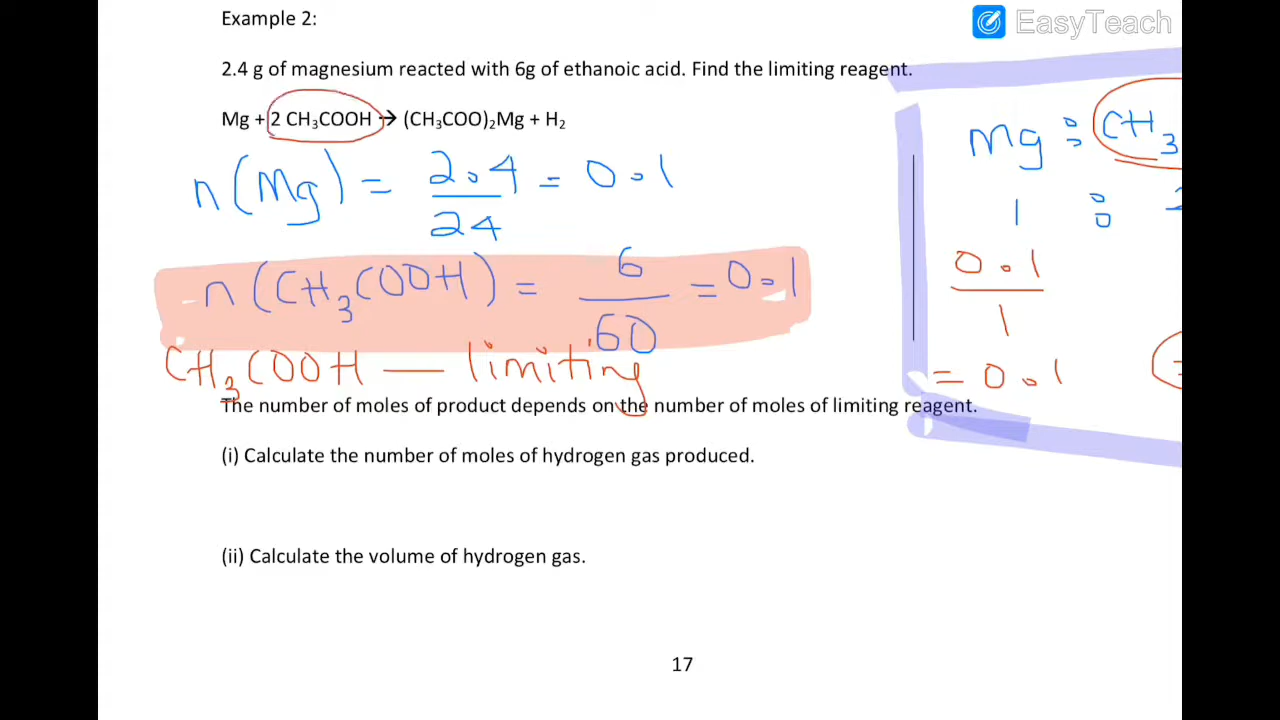 Example 2:
EasyTeach
2.4 g of magnesium reacted with 6g of ethanoic acid. Find the limiting reagent.
Mg + 2 CH₃COOH → (CH₃COO)₂Mg + H₂
Mg : CH₃
n(Mg) = 2.4/24 = 0.1
1 :
n(CH₃COOH) = 6/60 = 0.1
0.1/1
= 0.1
CH₃COOH — limiting
The number of moles of product depends on the number of moles of limiting reagent.
(i) Calculate the number of moles of hydrogen gas produced.
(ii) Calculate the volume of hydrogen gas.
17